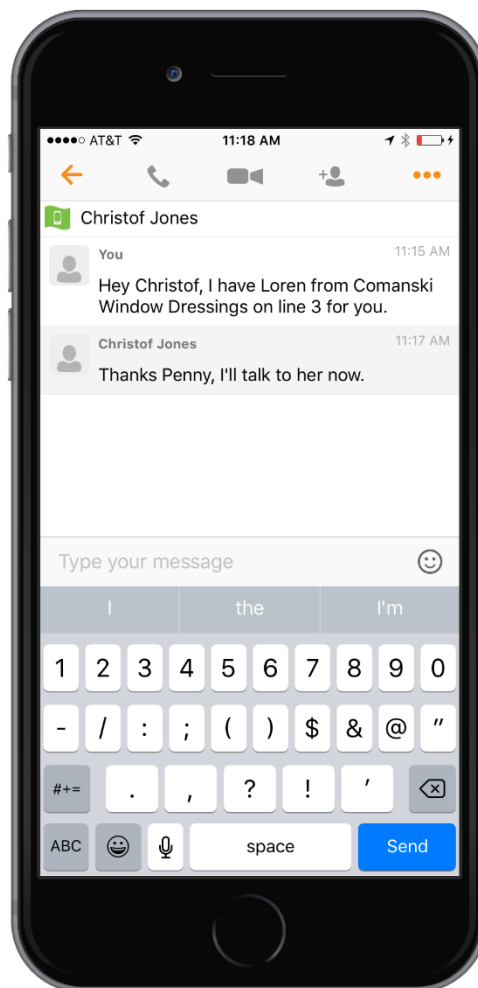 AT&T 11:18 AM
Christof Jones
You 11:15 AM
Hey Christof, I have Loren from Comanski
Window Dressings on line 3 for you.
Christof Jones 11:17 AM
Thanks Penny, I'll talk to her now.
Type your message
I the I'm
1 2 3 4 5 6 7 8 9 0
- / : ; ( ) $ & @ "
#+= . , ? ! '
ABC space Send